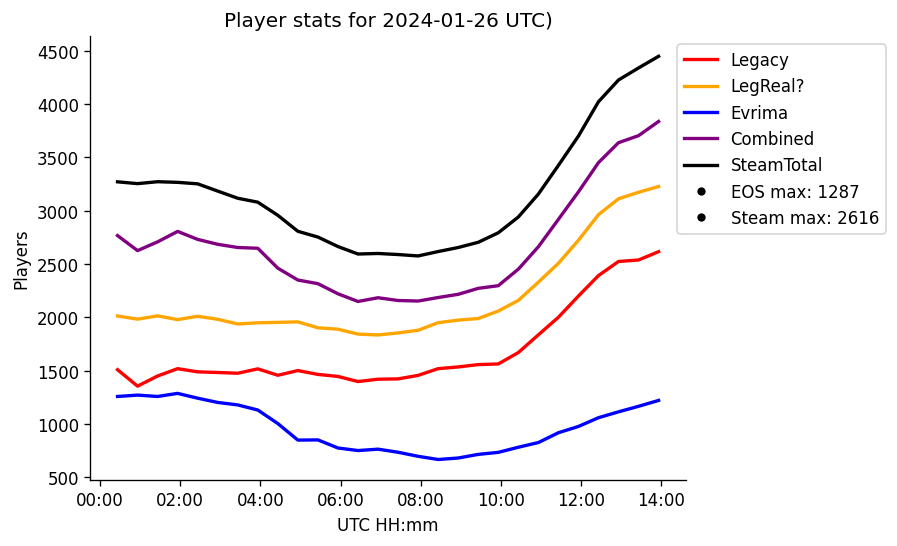 Player stats for 2024-01-26 UTC)
4500
4000
3500
3000
2500
2000
1500
1000
500
Players
00:00 02:00 04:00 06:00 08:00 10:00 12:00 14:00
UTC HH:mm
Legacy
LegReal?
Evrima
Combined
SteamTotal
EOS max: 1287
Steam max: 2616